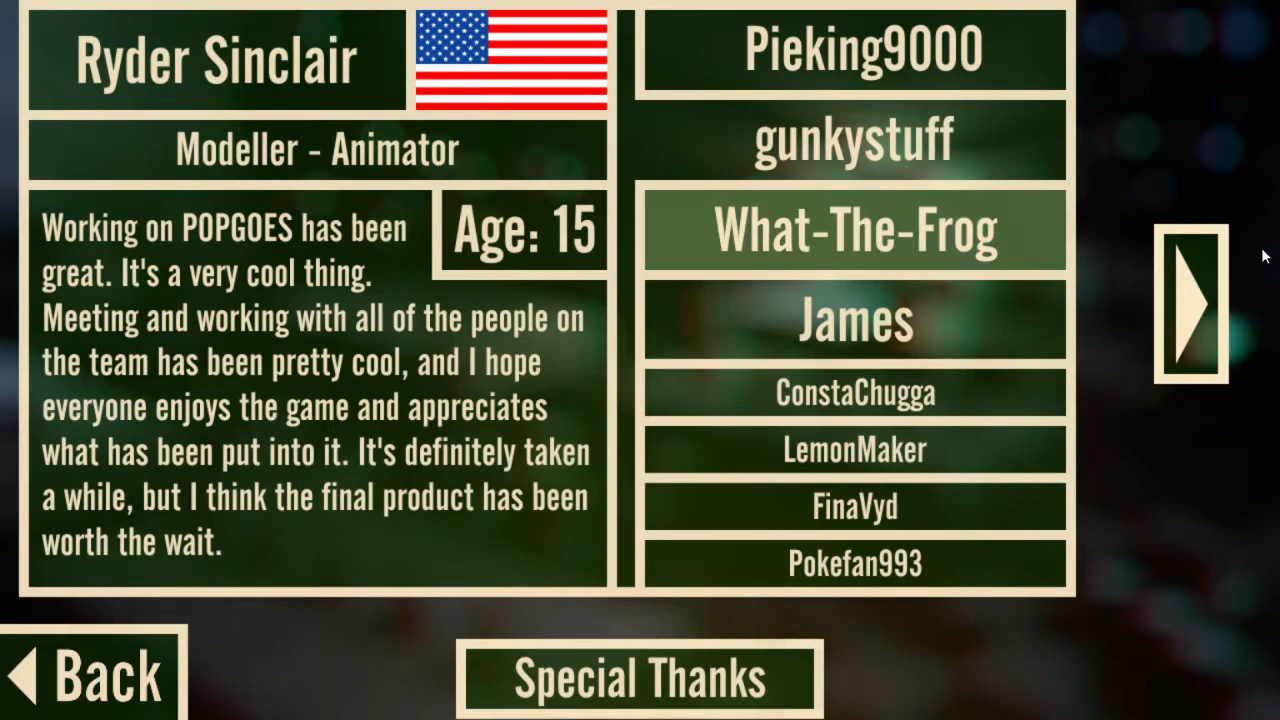 Ryder Sinclair
Modeller - Animator
Age: 15
Working on POPGOES has been
great. It's a very cool thing.
Meeting and working with all of the people on
the team has been pretty cool, and I hope
everyone enjoys the game and appreciates
what has been put into it. It's definitely taken
a while, but I think the final product has been
worth the wait.
Pieking9000
gunkystuff
What-The-Frog
James
ConstaChugga
LemonMaker
FinaVyd
Pokefan993
Back
Special Thanks